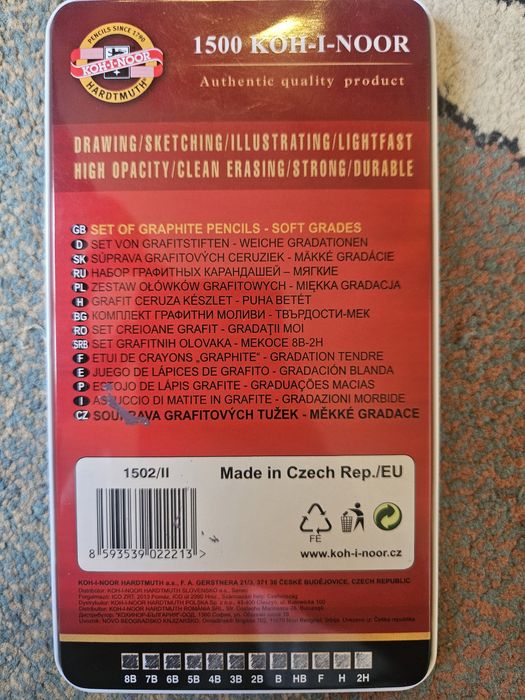 PENCILS SINCE 1790
KOH-I-NOOR
HARDTMUTH
1500 KOH-I-NOOR
Authentic quality product
DRAWING/SKETCHING/ILLUSTRATING/LIGHTFAST
HIGH OPACITY/CLEAN ERASING/STRONG/DURABLE
GB SET OF GRAPHITE PENCILS - SOFT GRADES
D SET VON GRAFITSTIFTEN - WEICHE GRADATIONEN
SK SÚPRAVA GRAFITOVÝCH CERUZIEK - MÄKKÉ GRADÁCIE
RU НАБОР ГРАФИТНЫХ КАРАНДАШЕЙ – МЯГКИЕ
PL ZESTAW OŁÓWKÓW GRAFITOWYCH - MIĘKKA GRADACJA
H GRAFIT CERUZA KÉSZLET - PUHA BETÉT
BG КОМПЛЕКТ ГРАФИТНИ МОЛИВИ - ТВЪРДОСТИ-МЕК
RO SET CREIOANE GRAFIT - GRADAŢII MOI
SRB SET GRAFITNIH OLOVAKA - MEKOCE 8B-2H
F ETUI DE CRAYONS „GRAPHITE“ - GRADATION TENDRE
E JUEGO DE LÁPICES DE GRAFITO - GRADACIÓN BLANDA
P ESTOJO DE LÁPIS GRAFITE - GRADUAÇÕES MACIAS
I ASTUCCIO DI MATITE IN GRAFITE - GRADAZIONI MORBIDE
CZ SOUPRAVA GRAFITOVÝCH TUŽEK - MĚKKÉ GRADACE
1502/II
Made in Czech Rep./EU
8 593539 022213
FE
www.koh-i-noor.cz
KOH-I-NOOR HARDTMUTH a.s., F. A. GERSTNERA 21/3, 371 30 ČESKÉ BUDĚJOVICE, CZECH REPUBLIC
Distribútor: KOH-I-NOOR HARDTMUTH SLOVENSKO a.s., Senec
8B 7B 6B 5B 4B 3B 2B B HB F H 2H